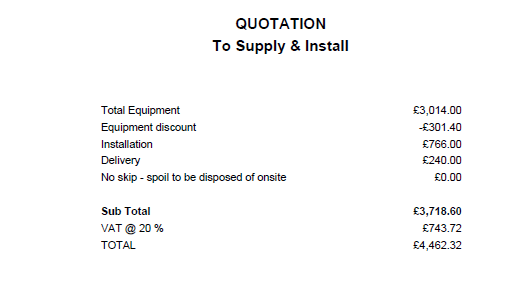 QUOTATION
To Supply & Install
Total Equipment £3,014.00
Equipment discount -£301.40
Installation £766.00
Delivery £240.00
No skip - spoil to be disposed of onsite £0.00
Sub Total £3,718.60
VAT @ 20 % £743.72
TOTAL £4,462.32